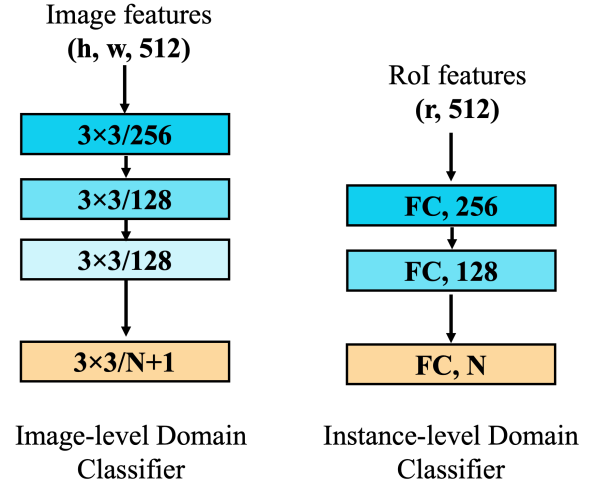 Image features
(h, w, 512)
3×3/256
3×3/128
3×3/128
3×3/N+1
Image-level Domain
Classifier
RoI features
(r, 512)
FC, 256
FC, 128
FC, N
Instance-level Domain
Classifier